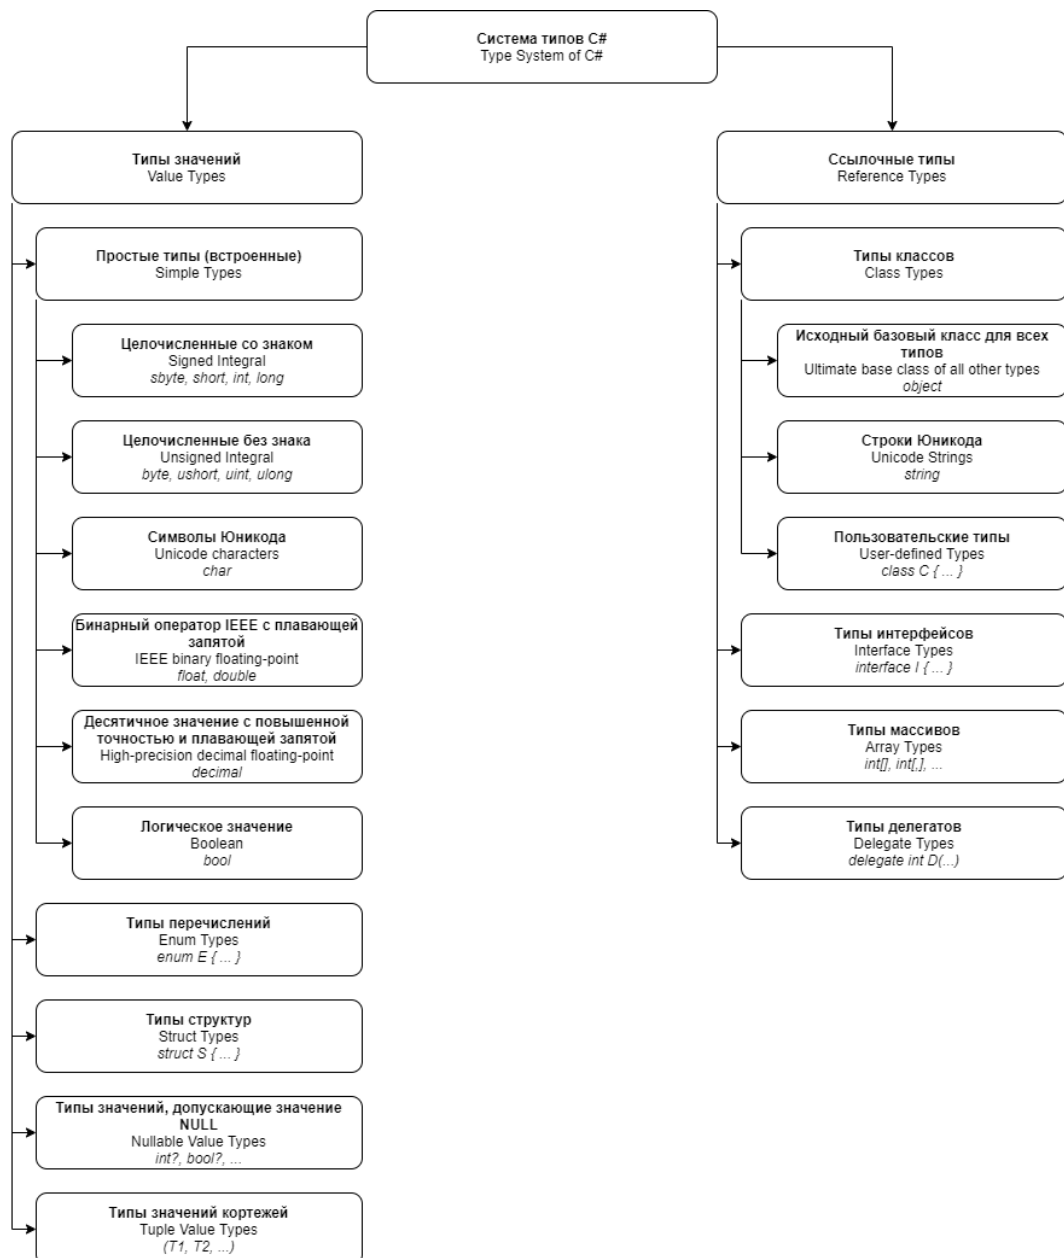 Система типов C#
Type System of C#
Типы значений
Value Types
Простые типы (встроенные)
Simple Types
Целочисленные со знаком
Signed Integral
sbyte, short, int, long
Целочисленные без знака
Unsigned Integral
byte, ushort, uint, ulong
Символы Юникода
Unicode characters
char
Бинарный оператор IEEE с плавающей
запятой
IEEE binary floating-point
float, double
Десятичное значение с повышенной
точностью и плавающей запятой
High-precision decimal floating-point
decimal
Логическое значение
Boolean
bool
Типы перечислений
Enum Types
enum E { ... }
Типы структур
Struct Types
struct S { ... }
Типы значений, допускающие значение
NULL
Nullable Value Types
int?, bool?, ...
Типы значений кортежей
Tuple Value Types
(T1, T2, ...)
Ссылочные типы
Reference Types
Типы классов
Class Types
Исходный базовый класс для всех
типов
Ultimate base class of all other types
object
Строки Юникода
Unicode Strings
string
Пользовательские типы
User-defined Types
class C { ... }
Типы интерфейсов
Interface Types
interface I { ... }
Типы массивов
Array Types
int[], int[,], ...
Типы делегатов
Delegate Types
delegate int D(...)